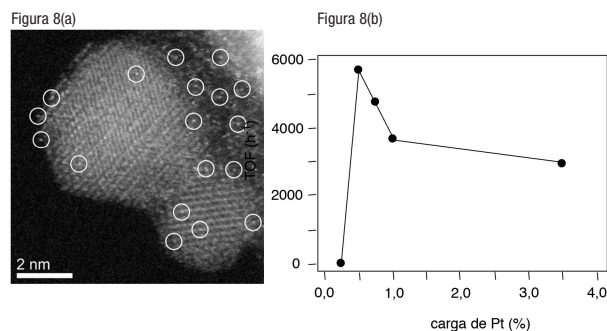 Figura 8(a)
Figura 8(b)
2 nm
TOF (h⁻¹)
6000
4000
2000
0
0,0 1,0 2,0 3,0 4,0
carga de Pt (%)